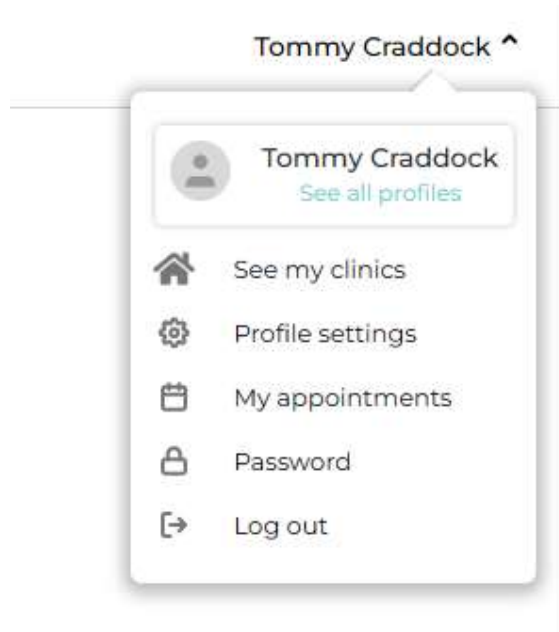 Tommy Craddock
Tommy Craddock
See all profiles
See my clinics
Profile settings
My appointments
Password
Log out